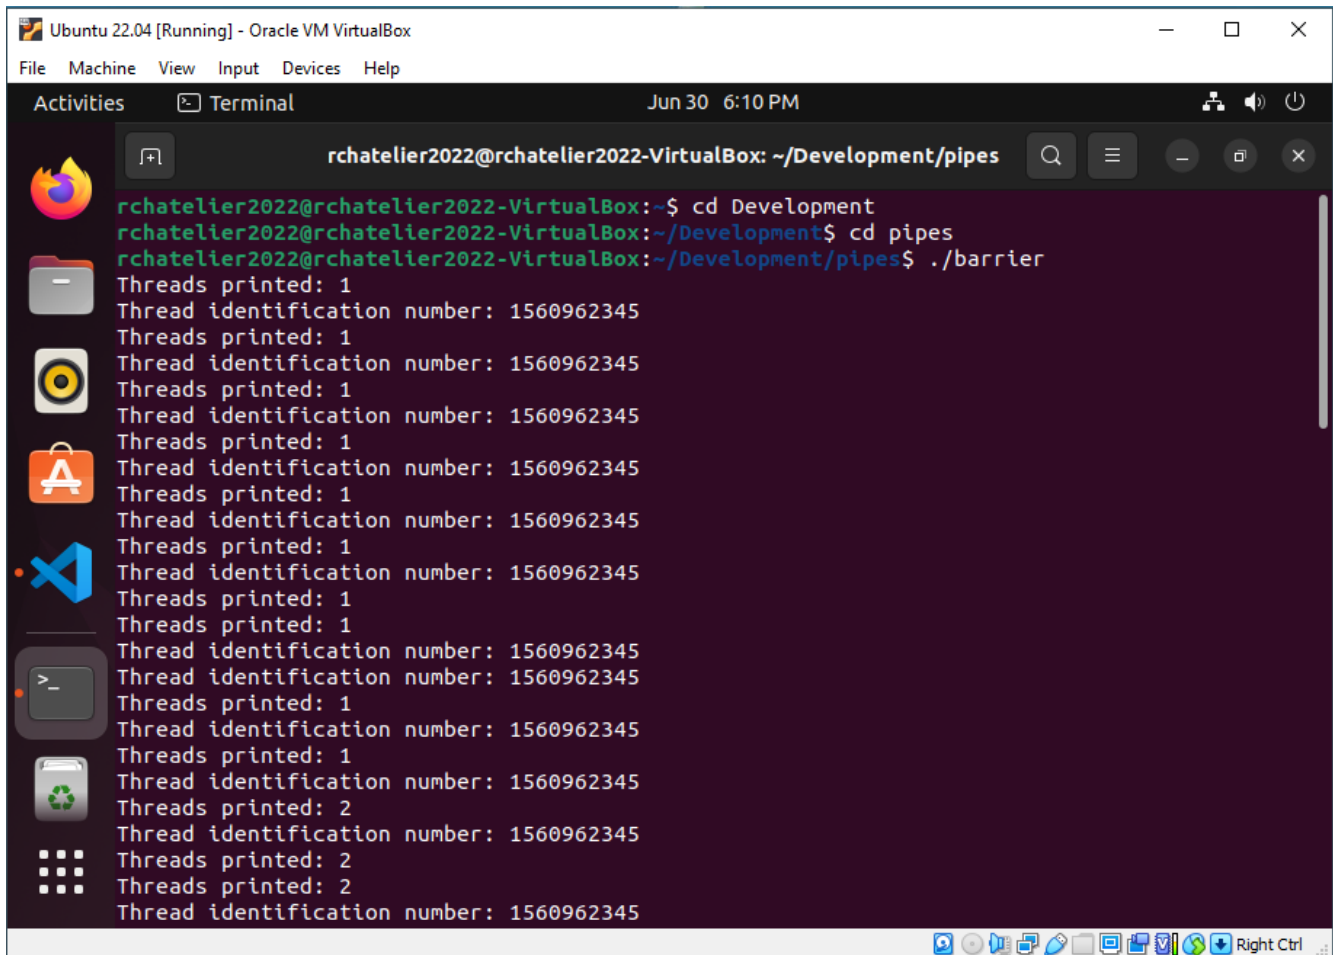 Ubuntu 22.04 [Running] - Oracle VM VirtualBox
File Machine View Input Devices Help
Activities Terminal Jun 30 6:10 PM
rchatelier2022@rchatelier2022-VirtualBox: ~/Development/pipes
rchatelier2022@rchatelier2022-VirtualBox:~$ cd Development
rchatelier2022@rchatelier2022-VirtualBox:~/Development$ cd pipes
rchatelier2022@rchatelier2022-VirtualBox:~/Development/pipes$ ./barrier
Threads printed: 1
Thread identification number: 1560962345
Threads printed: 1
Thread identification number: 1560962345
Threads printed: 1
Thread identification number: 1560962345
Threads printed: 1
Thread identification number: 1560962345
Threads printed: 1
Thread identification number: 1560962345
Threads printed: 1
Thread identification number: 1560962345
Threads printed: 1
Threads printed: 1
Thread identification number: 1560962345
Thread identification number: 1560962345
Threads printed: 1
Thread identification number: 1560962345
Threads printed: 1
Thread identification number: 1560962345
Threads printed: 2
Thread identification number: 1560962345
Threads printed: 2
Threads printed: 2
Thread identification number: 1560962345
Right Ctrl